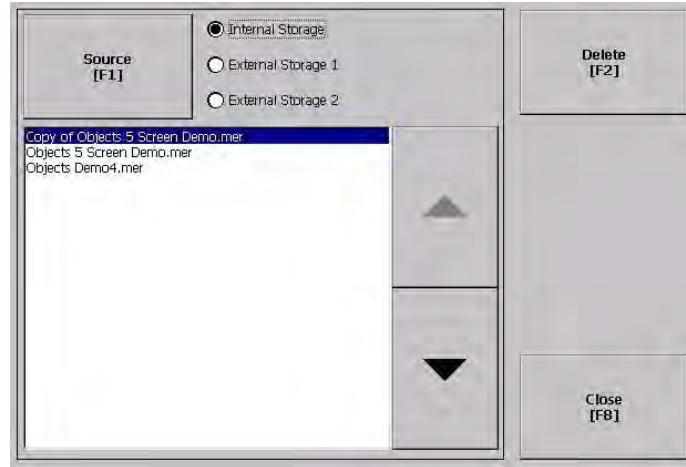 Source
[F1]
Internal Storage
External Storage 1
External Storage 2
Delete
[F2]
Copy of Objects 5 Screen Demo.mer
Objects 5 Screen Demo.mer
Objects Demo4.mer
Close
[F8]